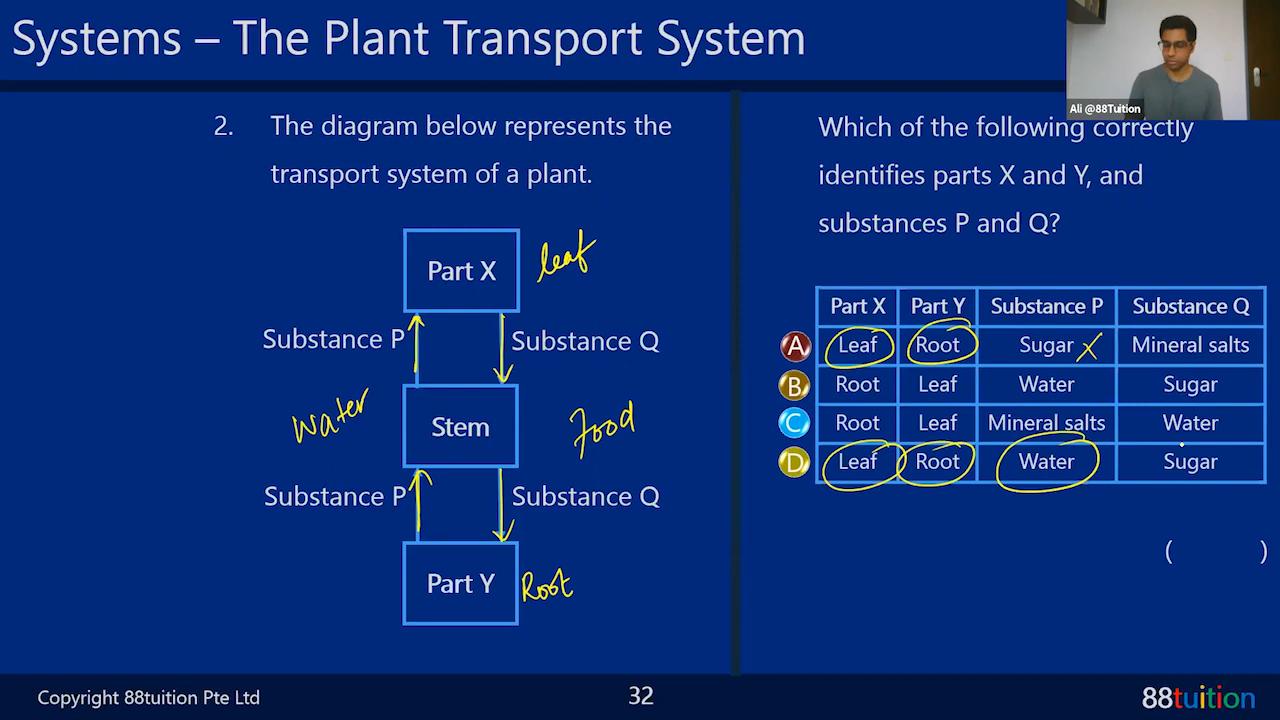 Systems – The Plant Transport System
Ali @88Tuition
2. The diagram below represents the
transport system of a plant.
Part X
leaf
Substance P
Substance Q
Water
Stem
Food
Substance P
Substance Q
Part Y
Root
Which of the following correctly
identifies parts X and Y, and
substances P and Q?
Part X Part Y Substance P Substance Q
A Leaf Root Sugar X Mineral salts
B Root Leaf Water Sugar
C Root Leaf Mineral salts Water
D Leaf Root Water Sugar
( )
Copyright 88tuition Pte Ltd
32
88tuition